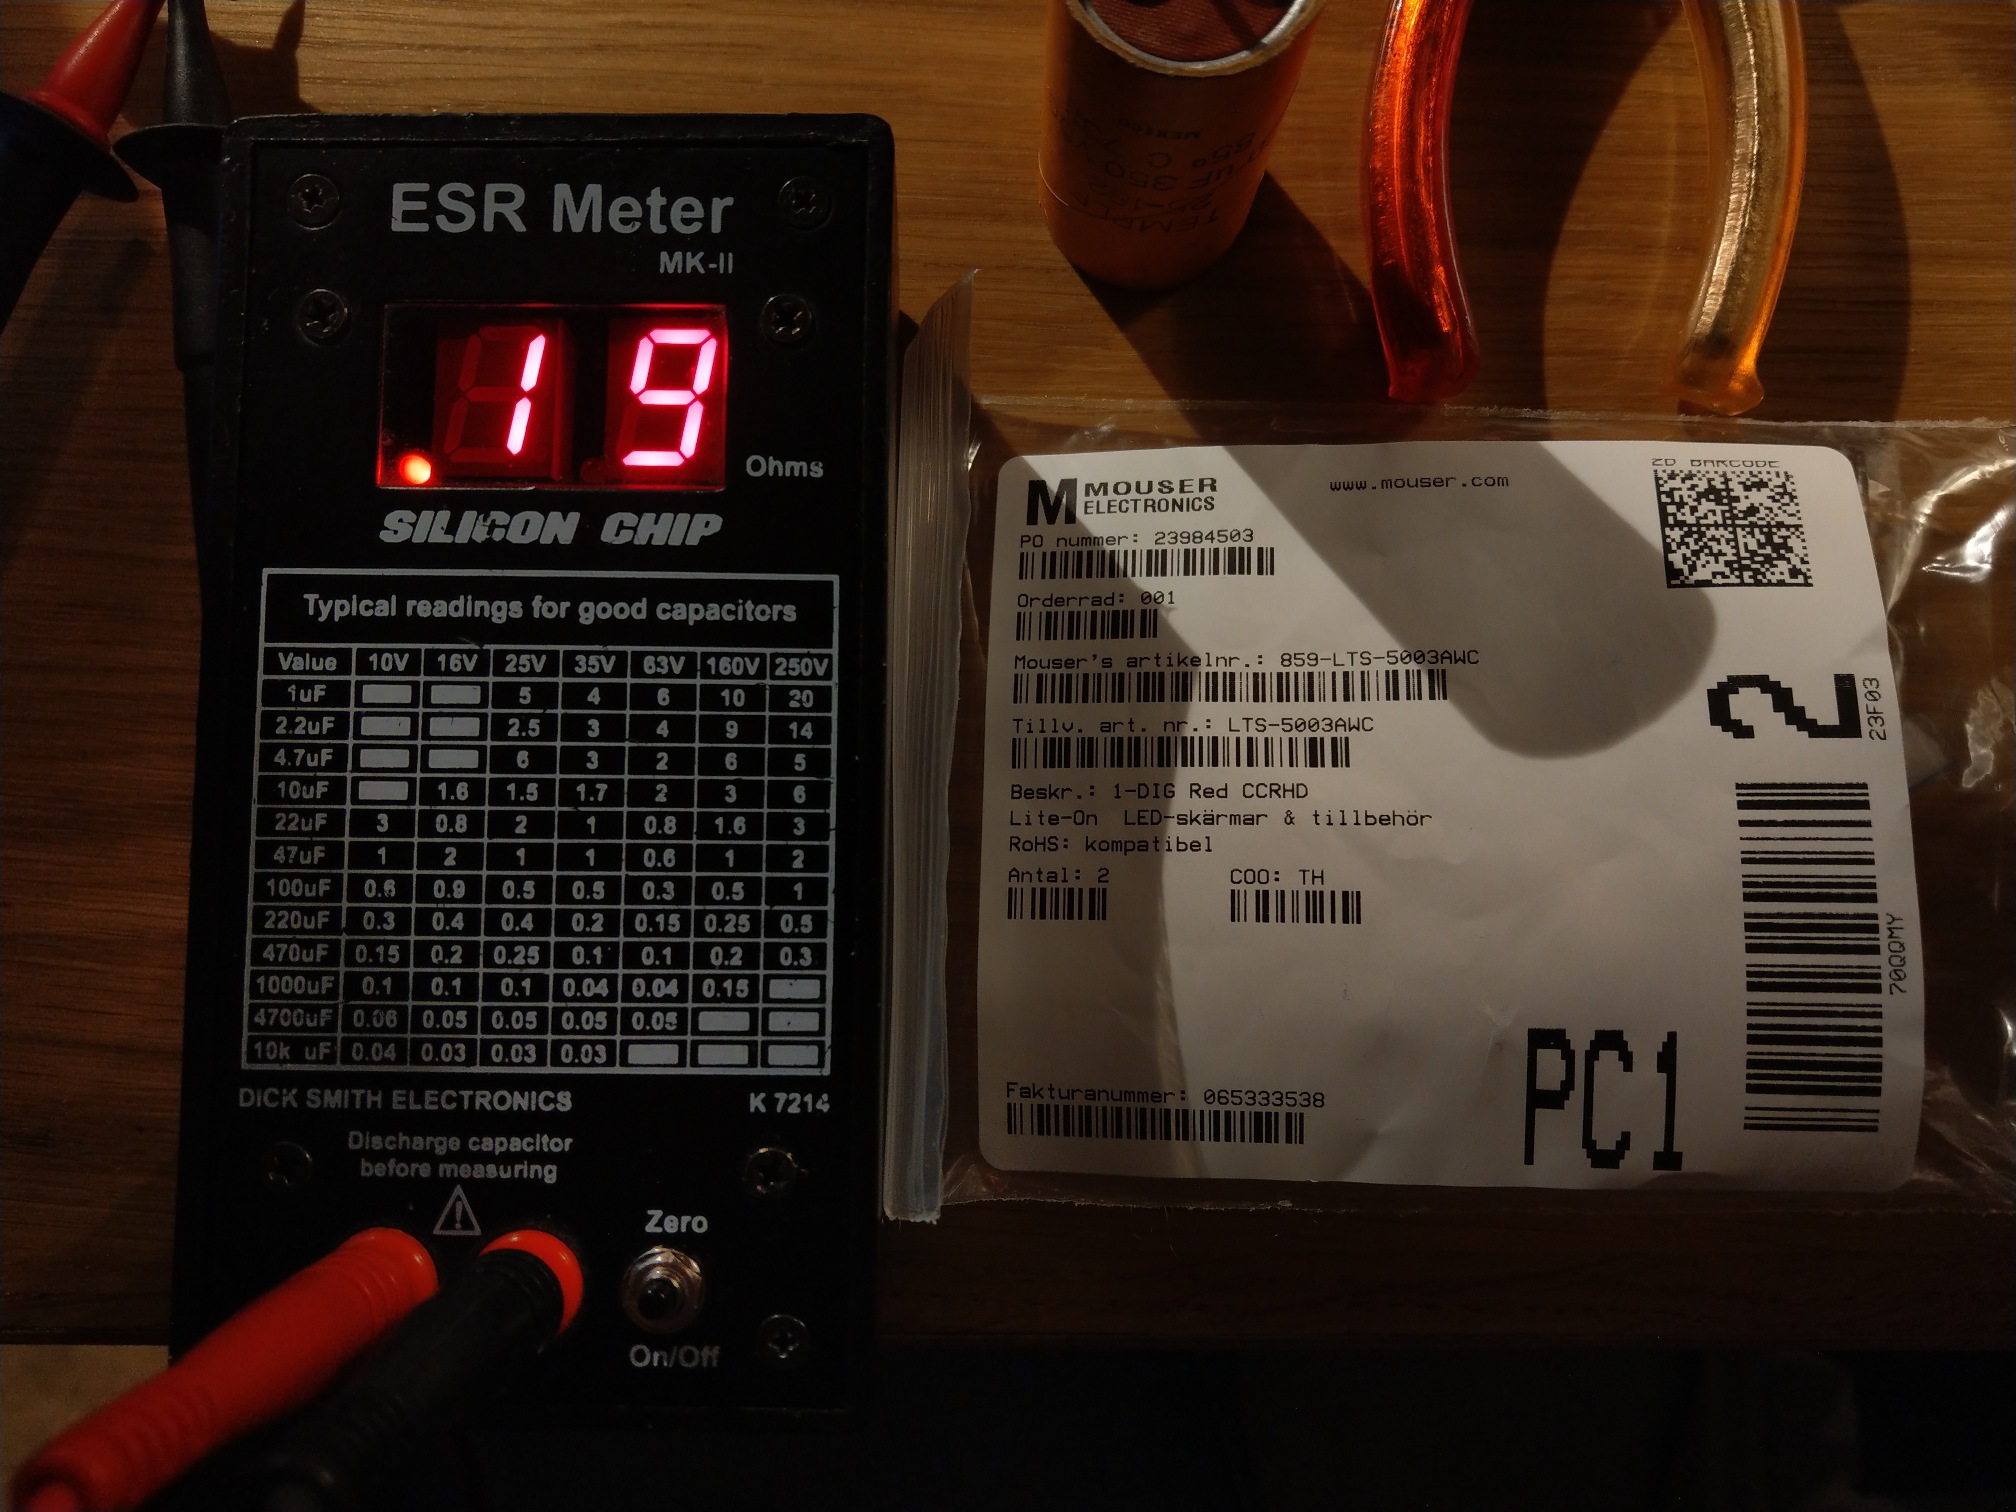 ESR Meter
MK-II
.19
Ohms
SILICON CHIP
Typical readings for good capacitors
Value 10V 16V 25V 35V 63V 160V 250V
1uF 5 4 6 10 20
2.2uF 2.5 3 4 9 14
4.7uF 6 3 2 6 5
10uF 1.6 1.5 1.7 2 3 6
22uF 3 0.8 2 1 0.8 1.6 3
47uF 1 2 1 1 0.6 1 2
100uF 0.6 0.9 0.5 0.5 0.3 0.5 1
220uF 0.3 0.4 0.4 0.2 0.15 0.25 0.5
470uF 0.15 0.2 0.25 0.1 0.1 0.2 0.3
1000uF 0.1 0.1 0.1 0.04 0.04 0.15
4700uF 0.06 0.05 0.05 0.05 0.05
10k uF 0.04 0.03 0.03 0.03
DICK SMITH ELECTRONICS K 7214
Discharge capacitor
before measuring
Zero
On/Off
MEXICO
85° C
UF 350 V
M MOUSER
ELECTRONICS
www.mouser.com
2D BARCODE
PO nummer: 23984503
Orderrad: 001
Mouser's artikelnr.: 859-LTS-5003AWC
Tillv. art. nr.: LTS-5003AWC
Beskr.: 1-DIG Red CCRHD
Lite-On LED-skärmar & tillbehör
RoHS: kompatibel
Antal: 2 COO: TH
Fakturanummer: 065333538
PC1
2
23F03
70QQMY